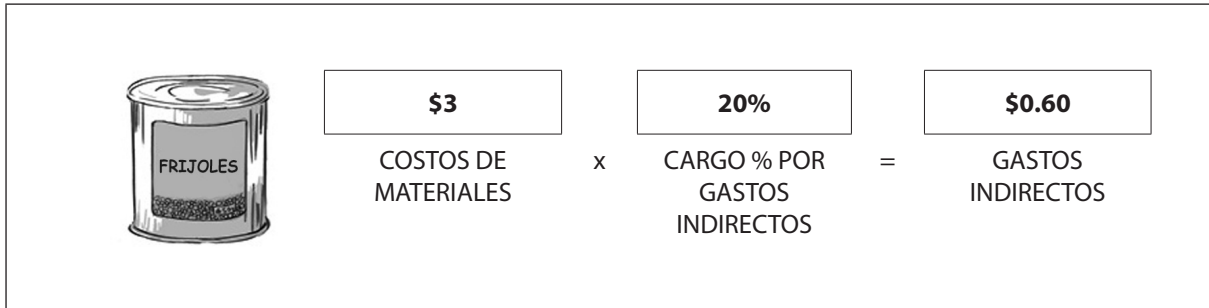 $3
20%
$0.60
FRIJOLES
COSTOS DE
MATERIALES
x
CARGO % POR
GASTOS
INDIRECTOS
=
GASTOS
INDIRECTOS